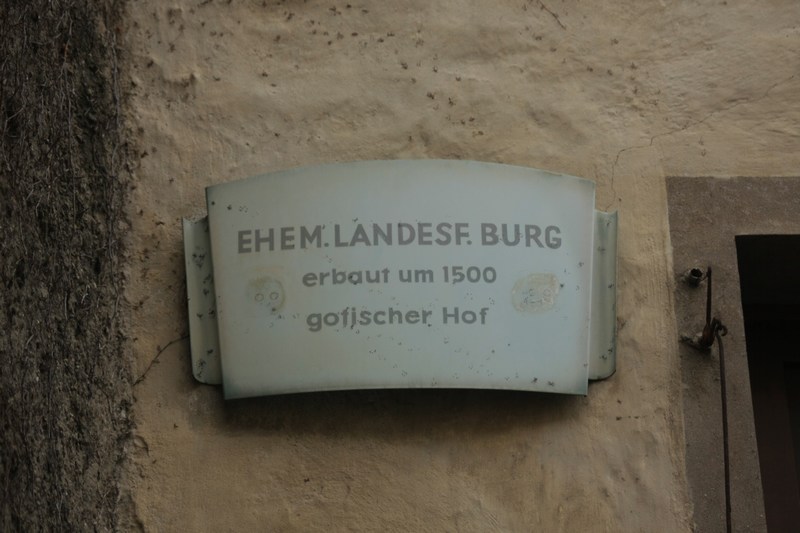 EHEM. LANDESF. BURG
erbaut um 1500
gotischer Hof